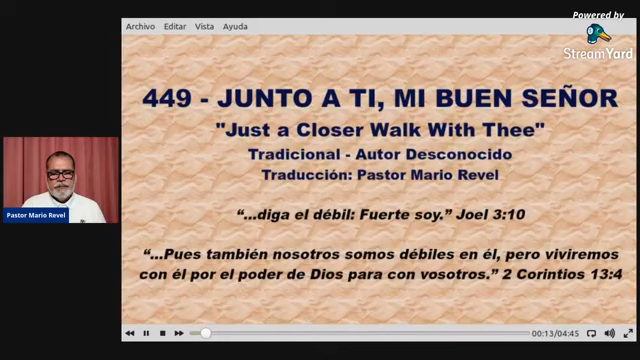 Powered by
StreamYard
Archivo Editar Vista Ayuda
449 - JUNTO A TI, MI BUEN SEÑOR
"Just a Closer Walk With Thee"
Tradicional - Autor Desconocido
Traducción: Pastor Mario Revel
“...diga el débil: Fuerte soy.” Joel 3:10
“...Pues también nosotros somos débiles en él, pero viviremos
con él por el poder de Dios para con vosotros.” 2 Corintios 13:4
Pastor Mario Revel
00:13/04:45